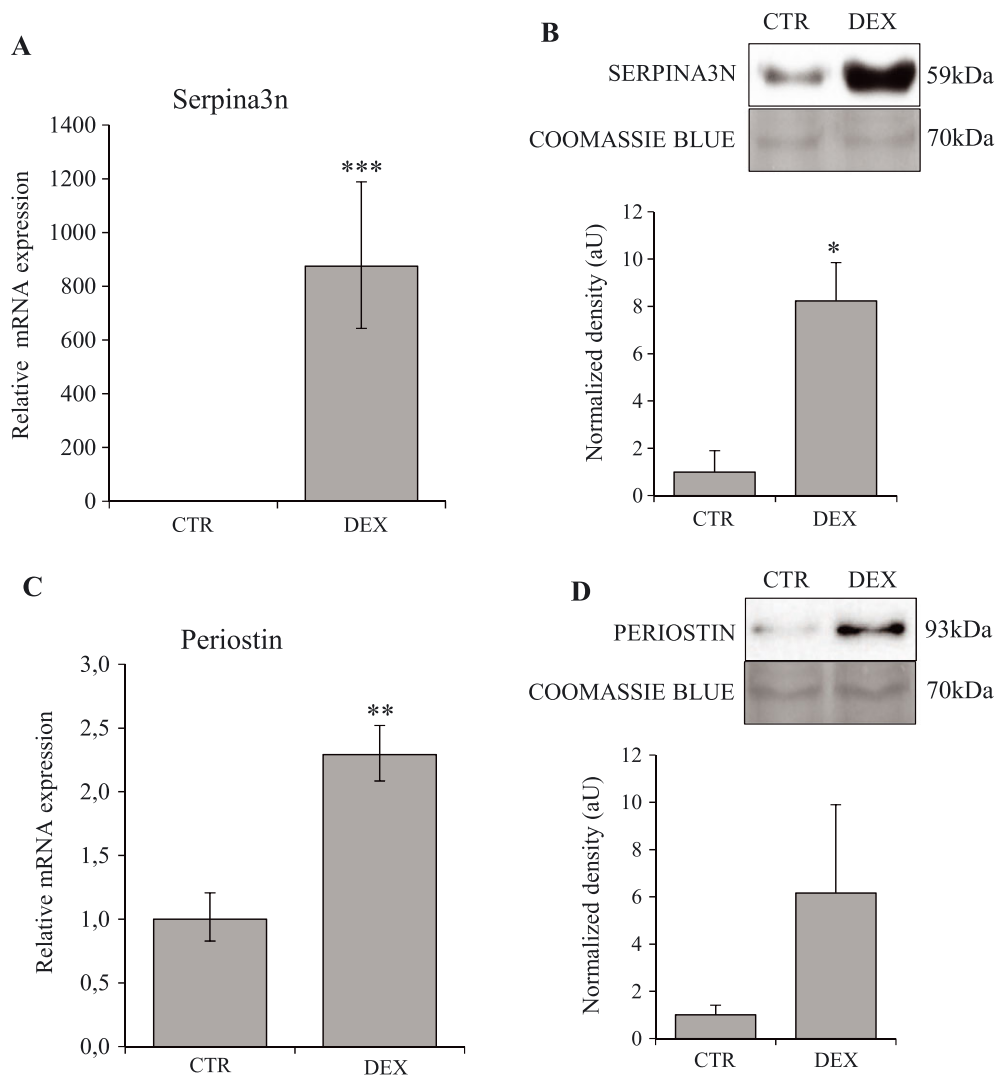 A
Serpina3n
Relative mRNA expression
1400
1200
1000
800
600
400
200
0
***
CTR DEX
B
CTR DEX
SERPINA3N 59kDa
COOMASSIE BLUE 70kDa
Normalized density (aU)
12
10
8
6
4
2
0
*
CTR DEX
C
Periostin
Relative mRNA expression
3,0
2,5
2,0
1,5
1,0
0,5
0,0
**
CTR DEX
D
CTR DEX
PERIOSTIN 93kDa
COOMASSIE BLUE 70kDa
Normalized density (aU)
12
10
8
6
4
2
0
CTR DEX